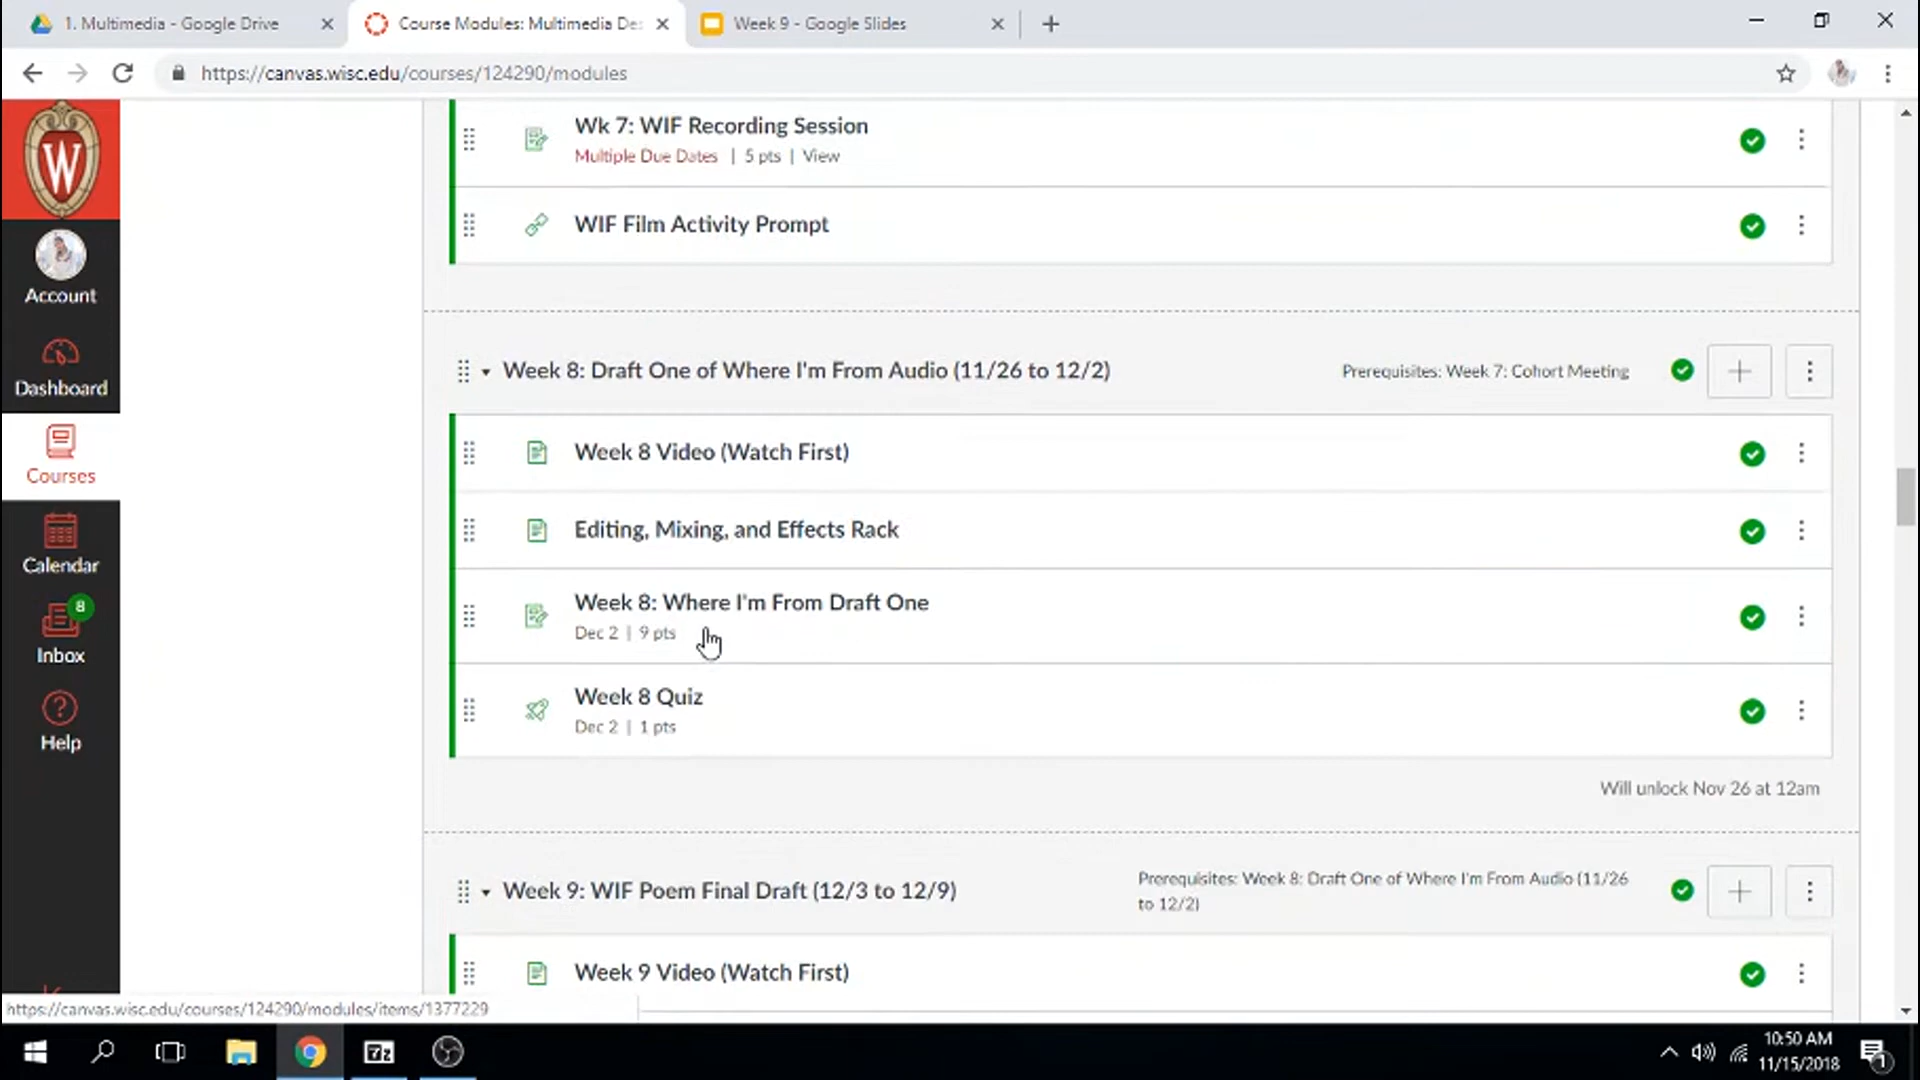 1. Multimedia - Google Drive
Course Modules: Multimedia De
Week 9 - Google Slides
https://canvas.wisc.edu/courses/124290/modules
W
Account
Dashboard
Courses
Calendar
8
Inbox
Help
Wk 7: WIF Recording Session
Multiple Due Dates | 5 pts | View
WIF Film Activity Prompt
Week 8: Draft One of Where I'm From Audio (11/26 to 12/2)
Prerequisites: Week 7: Cohort Meeting
Week 8 Video (Watch First)
Editing, Mixing, and Effects Rack
Week 8: Where I'm From Draft One
Dec 2 | 9 pts
Week 8 Quiz
Dec 2 | 1 pts
Will unlock Nov 26 at 12am
Week 9: WIF Poem Final Draft (12/3 to 12/9)
Prerequisites: Week 8: Draft One of Where I'm From Audio (11/26
to 12/2)
Week 9 Video (Watch First)
https://canvas.wisc.edu/courses/124290/modules/items/1377229
7z
10:50 AM
11/15/2018
1